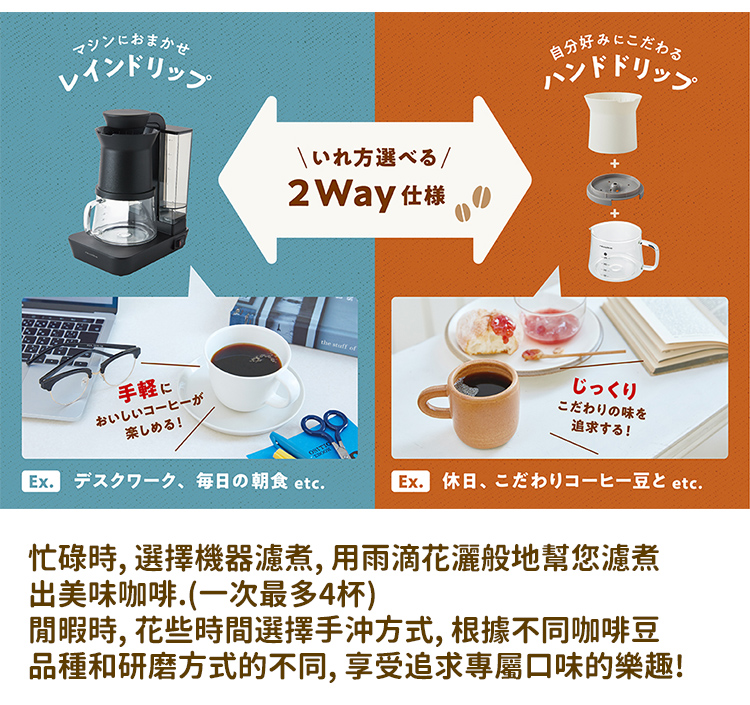 マシンにおまかせ
レインドリップ
自分好みにこだわる
ハンドドリップ
\いれ方選べる/
2Way仕様
+
+
the stuff of
手軽に
おいしいコーヒーが
楽しめる!
じっくり
こだわりの味を
追求する!
Ex. デスクワーク、毎日の朝食 etc.
Ex. 休日、こだわりコーヒー豆と etc.
忙碌時, 選擇機器濾煮, 用雨滴花灑般地幫您濾煮
出美味咖啡.(一次最多4杯)
閒暇時, 花些時間選擇手沖方式, 根據不同咖啡豆
品種和研磨方式的不同, 享受追求專屬口味的樂趣!